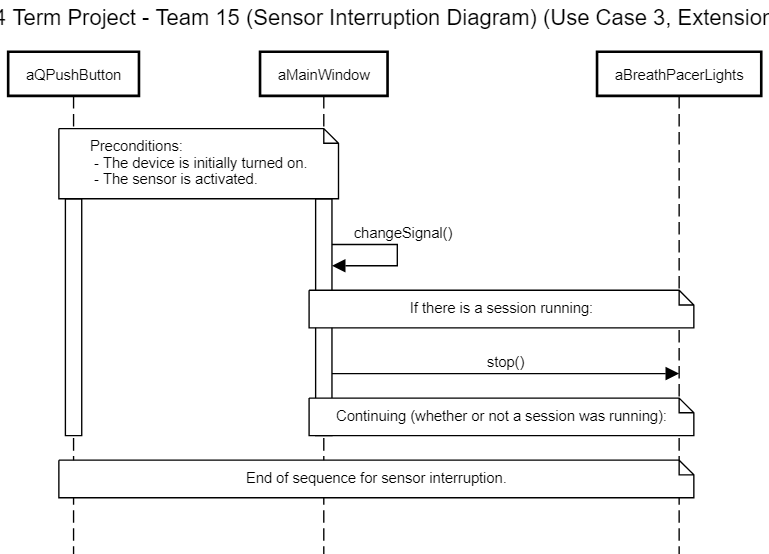 4 Term Project - Team 15 (Sensor Interruption Diagram) (Use Case 3, Extension
aQPushButton
aMainWindow
aBreathPacerLights
Preconditions:
- The device is initially turned on.
- The sensor is activated.
changeSignal()
If there is a session running:
stop()
Continuing (whether or not a session was running):
End of sequence for sensor interruption.